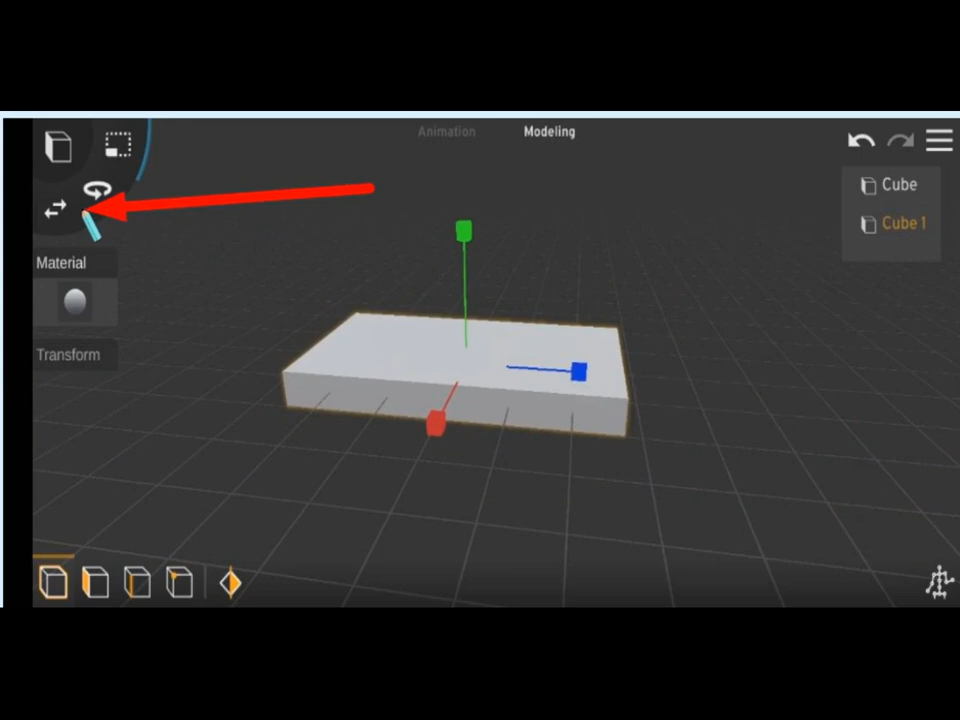 Animation Modeling
Cube
Cube 1
Material
Transform